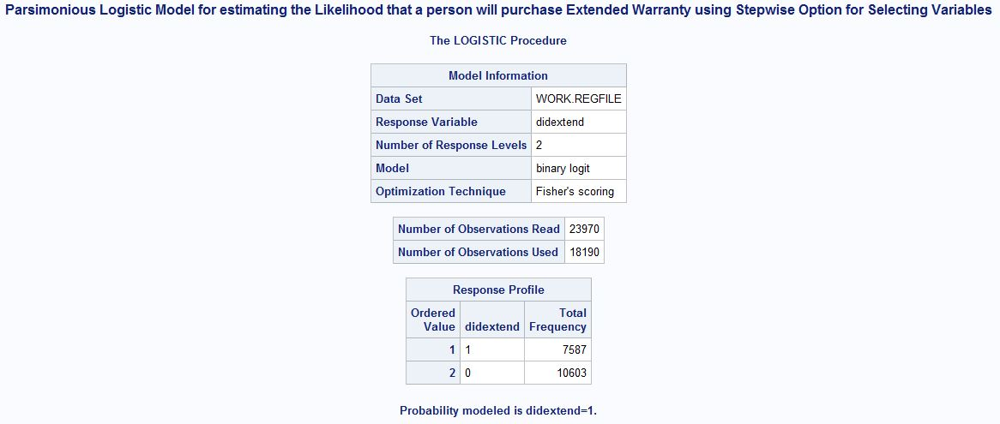 Parsimonious Logistic Model for estimating the Likelihood that a person will purchase Extended Warranty using Stepwise Option for Selecting Variables
The LOGISTIC Procedure
Model Information
Data Set WORK.REGFILE
Response Variable didextend
Number of Response Levels 2
Model binary logit
Optimization Technique Fisher's scoring
Number of Observations Read 23970
Number of Observations Used 18190
Response Profile
Ordered Value didextend Total Frequency
1 1 7587
2 0 10603
Probability modeled is didextend=1.